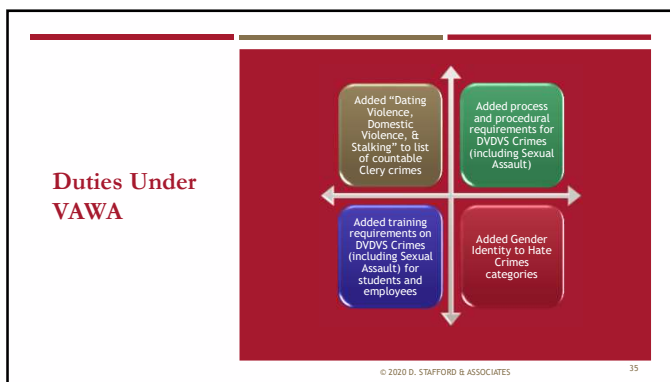 Duties Under
VAWA
Added “Dating
Violence,
Domestic
Violence, &
Stalking” to list
of countable
Clery crimes
Added process
and procedural
requirements for
DVDVS Crimes
(including Sexual
Assault)
Added training
requirements on
DVDVS Crimes
(including Sexual
Assault) for
students and
employees
Added Gender
Identity to Hate
Crimes
categories
© 2020 D. STAFFORD & ASSOCIATES
35